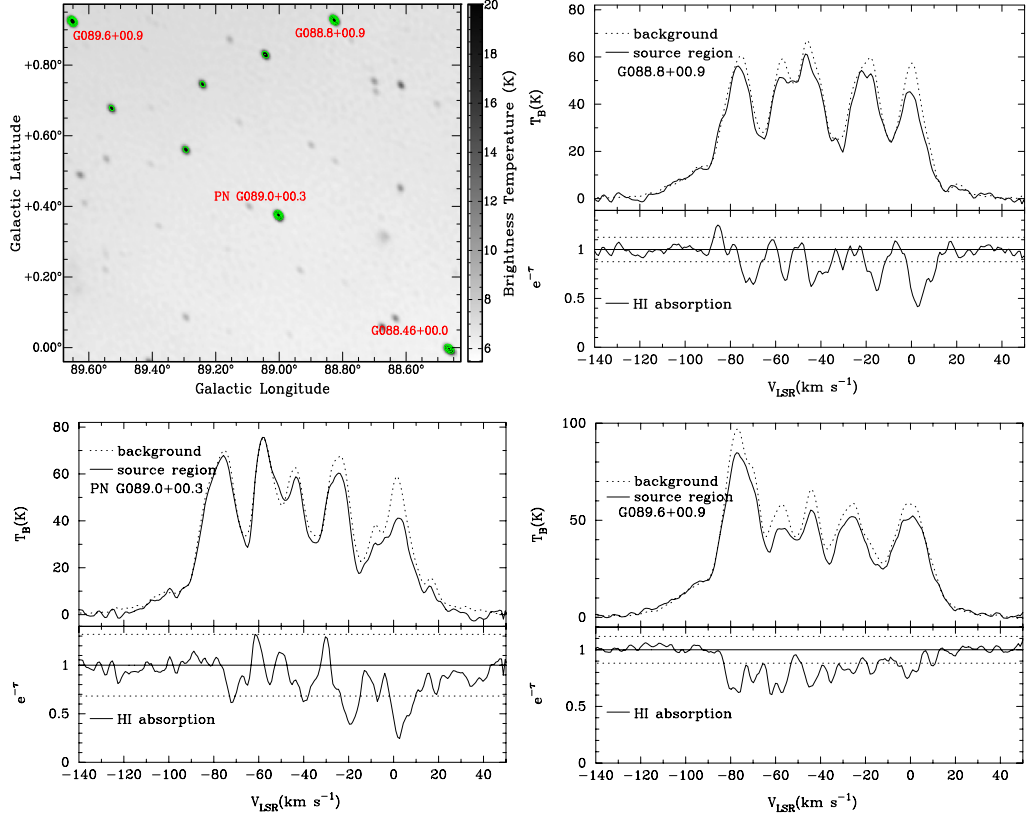 G089.6+00.9
G088.8+00.9
PN G089.0+00.3
G088.46+00.0
+0.80°
+0.60°
+0.40°
+0.20°
0.00°
Galactic Latitude
89.60° 89.40° 89.20° 89.00° 88.80° 88.60°
Galactic Longitude
20
18
16
14
12
10
8
6
Brightness Temperature (K)
80
60
40
20
0
T_B(K)
background
source region
G088.8+00.9
1
0.5
0
e^{-τ}
HI absorption
−140 −120 −100 −80 −60 −40 −20 0 20 40
V_{LSR}(km s^{-1})
80
60
40
20
0
T_B(K)
background
source region
PN G089.0+00.3
1
0.5
0
e^{-τ}
HI absorption
−140 −120 −100 −80 −60 −40 −20 0 20 40
V_{LSR}(km s^{-1})
100
50
0
T_B(K)
background
source region
G089.6+00.9
1
0.5
0
e^{-τ}
HI absorption
−140 −120 −100 −80 −60 −40 −20 0 20 40
V_{LSR}(km s^{-1})